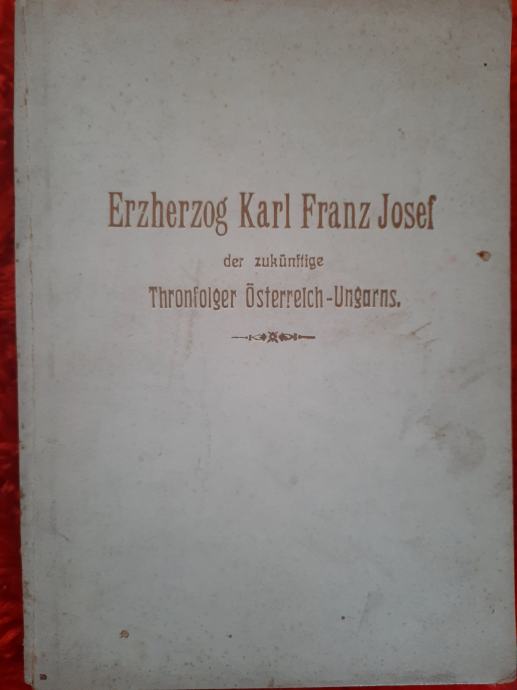 Erzherzog Karl Franz Josef
der zukünftige
Thronfolger Österreich-Ungarns.